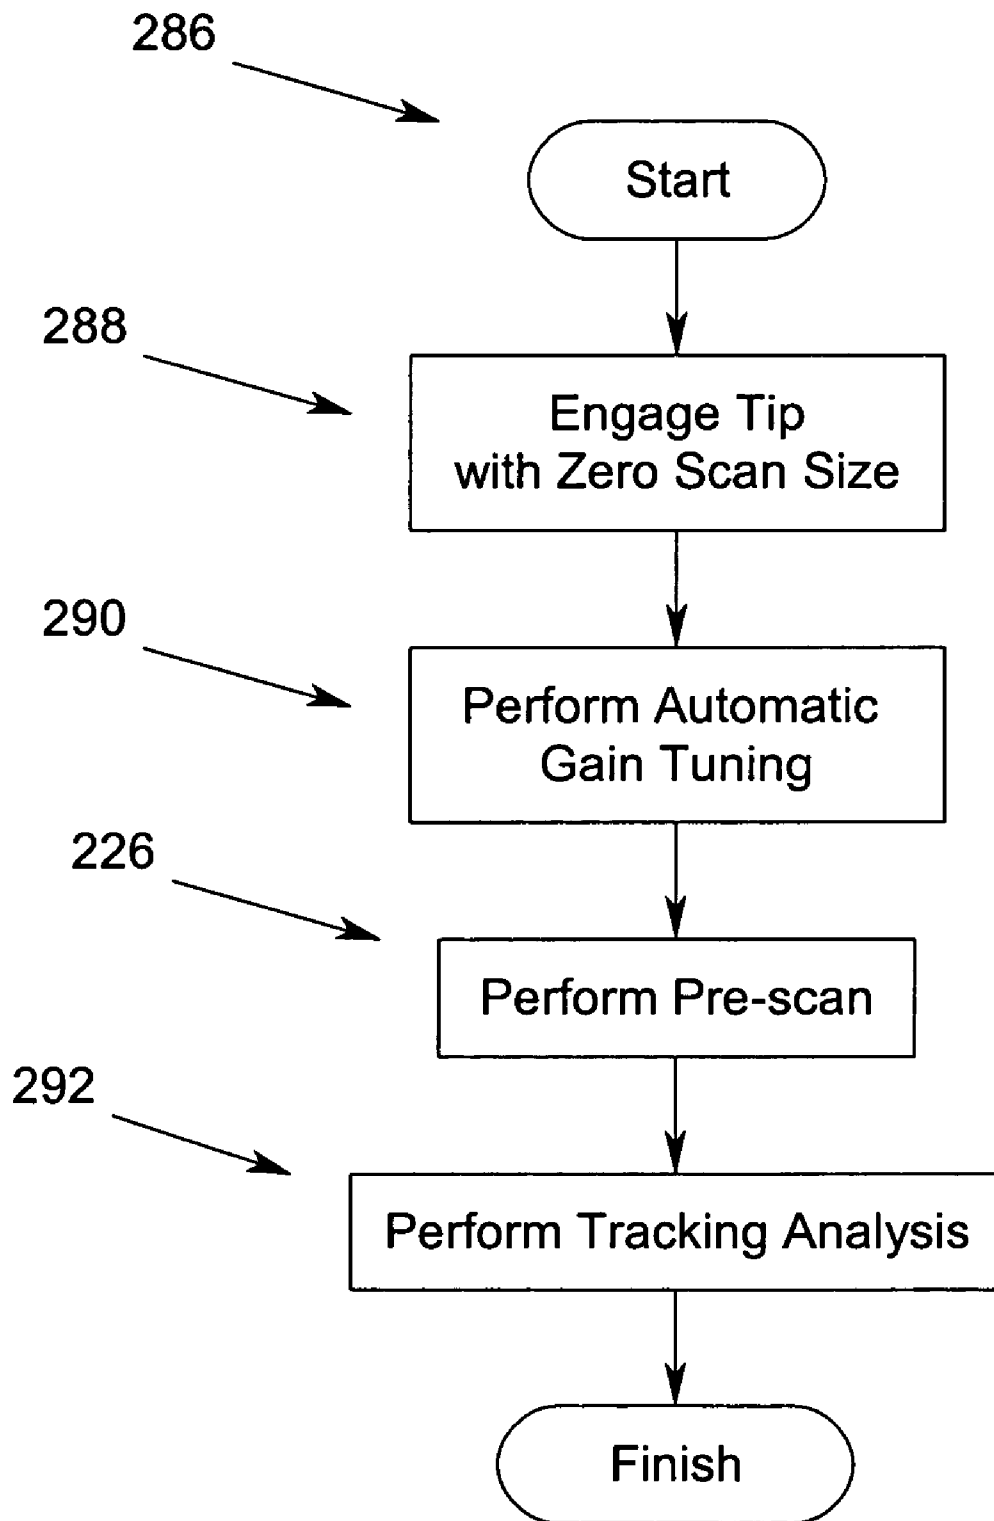 286
Start
288
Engage Tip
with Zero Scan Size
290
Perform Automatic
Gain Tuning
226
Perform Pre-scan
292
Perform Tracking Analysis
Finish